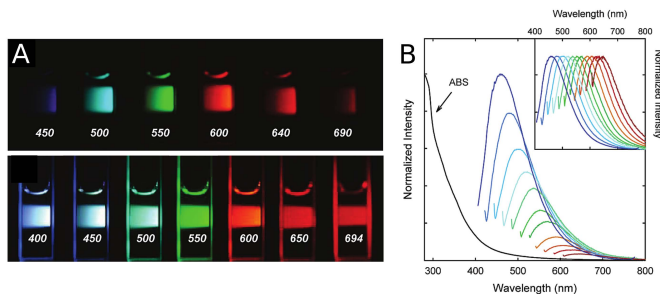 A
450 500 550 600 640 690
400 450 500 550 600 650 694
B
Wavelength (nm)
400 500 600 700 800
Normalized Intensity
ABS
Normalized Intensity
300 400 500 600 700 800
Wavelength (nm)